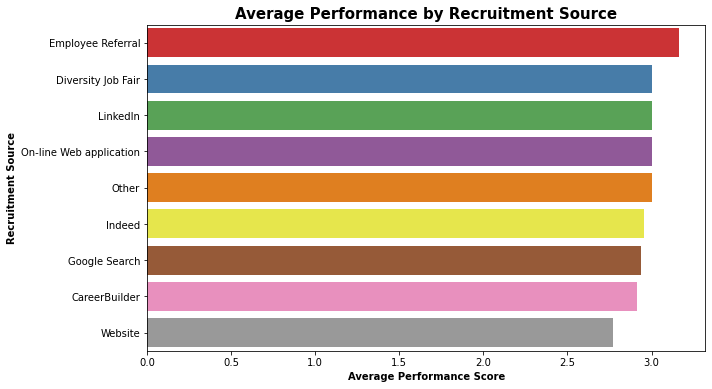 Average Performance by Recruitment Source
Recruitment Source
Employee Referral
Diversity Job Fair
LinkedIn
On-line Web application
Other
Indeed
Google Search
CareerBuilder
Website
0.0 0.5 1.0 1.5 2.0 2.5 3.0
Average Performance Score